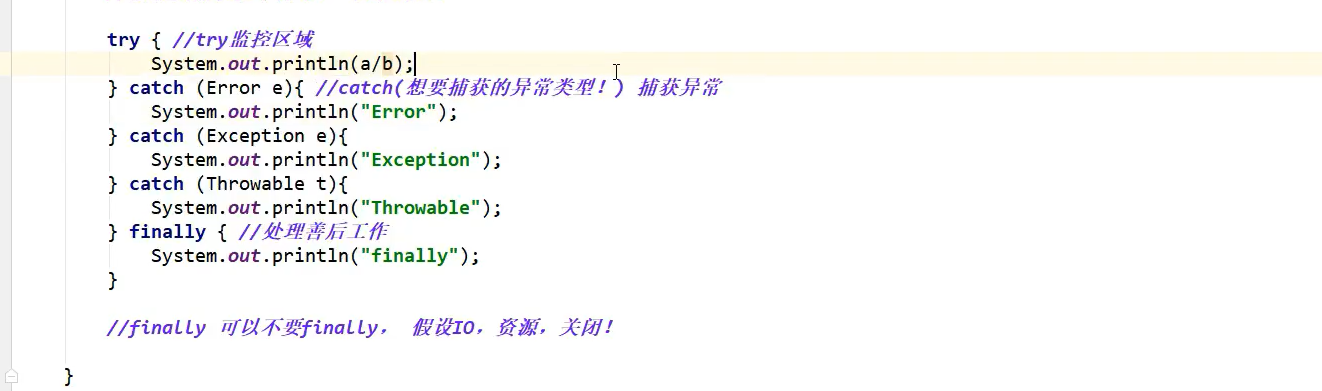 try { //try监控区域
System.out.println(a/b);
} catch (Error e){ //catch(想要捕获的异常类型！) 捕获异常
System.out.println("Error");
} catch (Exception e){
System.out.println("Exception");
} catch (Throwable t){
System.out.println("Throwable");
} finally { //处理善后工作
System.out.println("finally");
}
//finally 可以不要finally， 假设IO，资源，关闭！
}